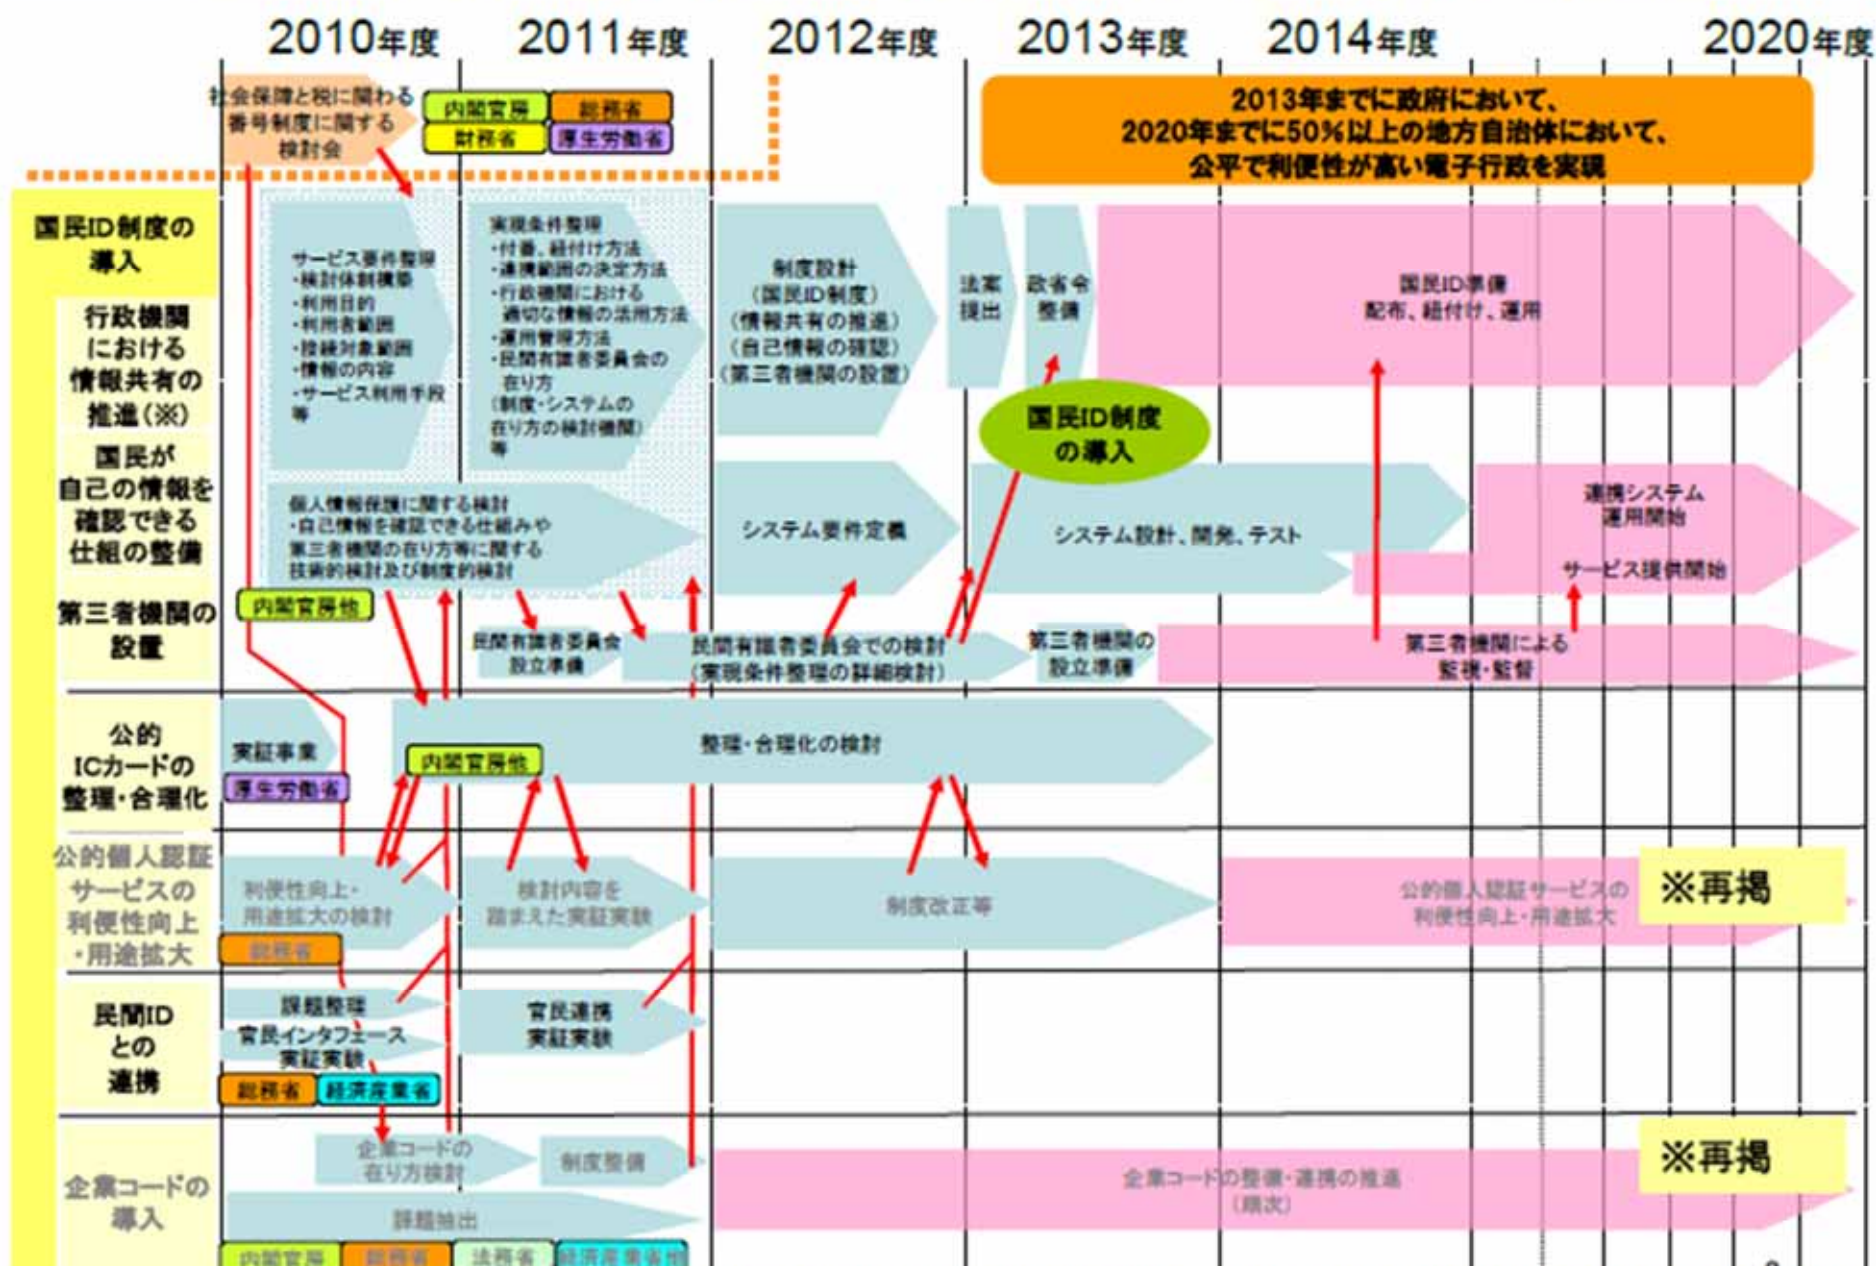 2010年度
2011年度
2012年度
2013年度
2014年度
2020年度
社会保障と税に関わる
番号制度に関する
検討会
内閣官房
総務省
財務省
厚生労働省
2013年までに政府において、
2020年までに50%以上の地方自治体において、
公平で利便性が高い電子行政を実現
国民ID制度の
導入
行政機関
における
情報共有の
推進(※)
国民が
自己の情報を
確認できる
仕組の整備
第三者機関の
設置
サービス要件整理
・検討体制構築
・利用目的
・利用者範囲
・接続対象範囲
・情報の内容
・サービス利用手段
等
実現条件整理
・付番、紐付け方法
・連携範囲の決定方法
・行政機関における
適切な情報の活用方法
・運用管理方法
・民間有識者委員会の
在り方
(制度・システムの
在り方の検討機関)
等
制度設計
(国民ID制度)
(情報共有の推進)
(自己情報の確認)
(第三者機関の設置)
法案
提出
政省令
整備
国民ID準備
配布、紐付け、運用
国民ID制度
の導入
個人情報保護に関する検討
・自己情報を確認できる仕組みや
第三者機関の在り方等に関する
技術的検討及び制度的検討
内閣官房他
システム要件定義
システム設計、開発、テスト
連携システム
運用開始
サービス提供開始
民間有識者委員会
設立準備
民間有識者委員会での検討
(実現条件整理の詳細検討)
第三者機関の
設立準備
第三者機関による
監視・監督
公的
ICカードの
整理・合理化
実証事業
厚生労働省
内閣官房他
整理・合理化の検討
公的個人認証
サービスの
利便性向上
・用途拡大
利便性向上・
用途拡大の検討
総務省
検討内容を
踏まえた実証実験
制度改正等
公的個人認証サービスの
利便性向上・用途拡大
※再掲
民間ID
との
連携
課題整理
官民インタフェース
実証実験
総務省
経済産業省
官民連携
実証実験
企業コードの
導入
企業コードの
在り方検討
制度整備
課題抽出
内閣官房
総務省
法務省
経済産業省他
企業コードの整備・連携の推進
(順次)
※再掲